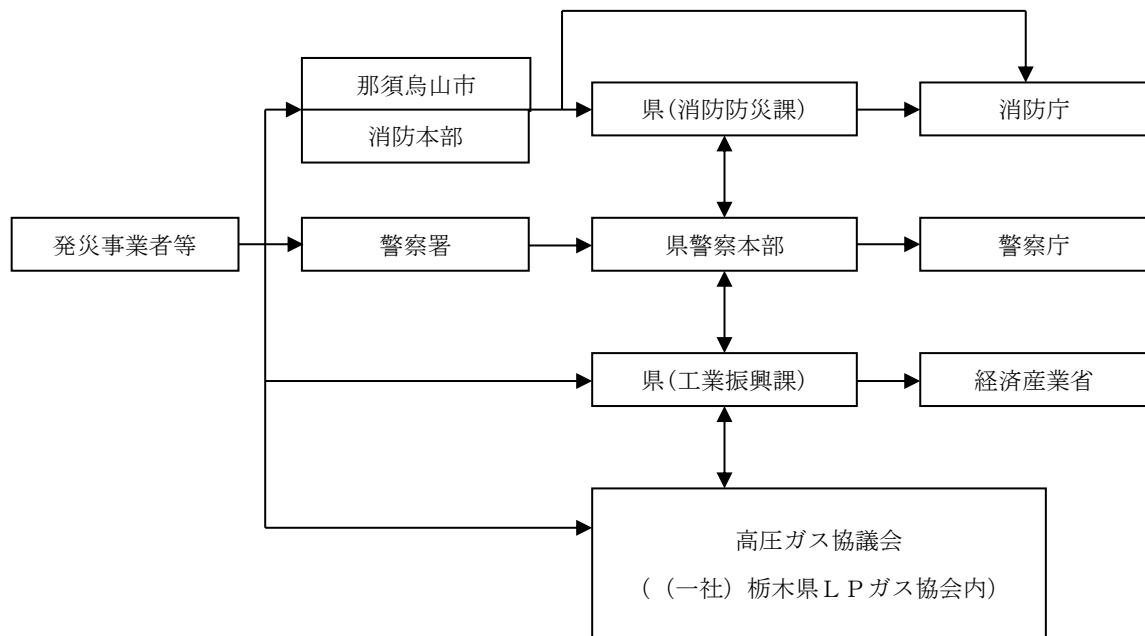 那須烏山市
消防本部
県(消防防災課)
消防庁
発災事業者等
警察署
県警察本部
警察庁
県(工業振興課)
経済産業省
高圧ガス協議会
(（一社）栃木県ＬＰガス協会内)